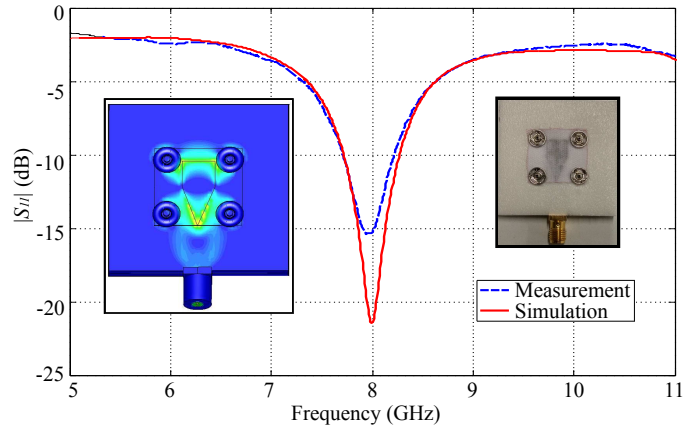 0
-5
-10
-15
-20
-25
|S11| (dB)
Measurement
Simulation
5 6 7 8 9 10 11
Frequency (GHz)